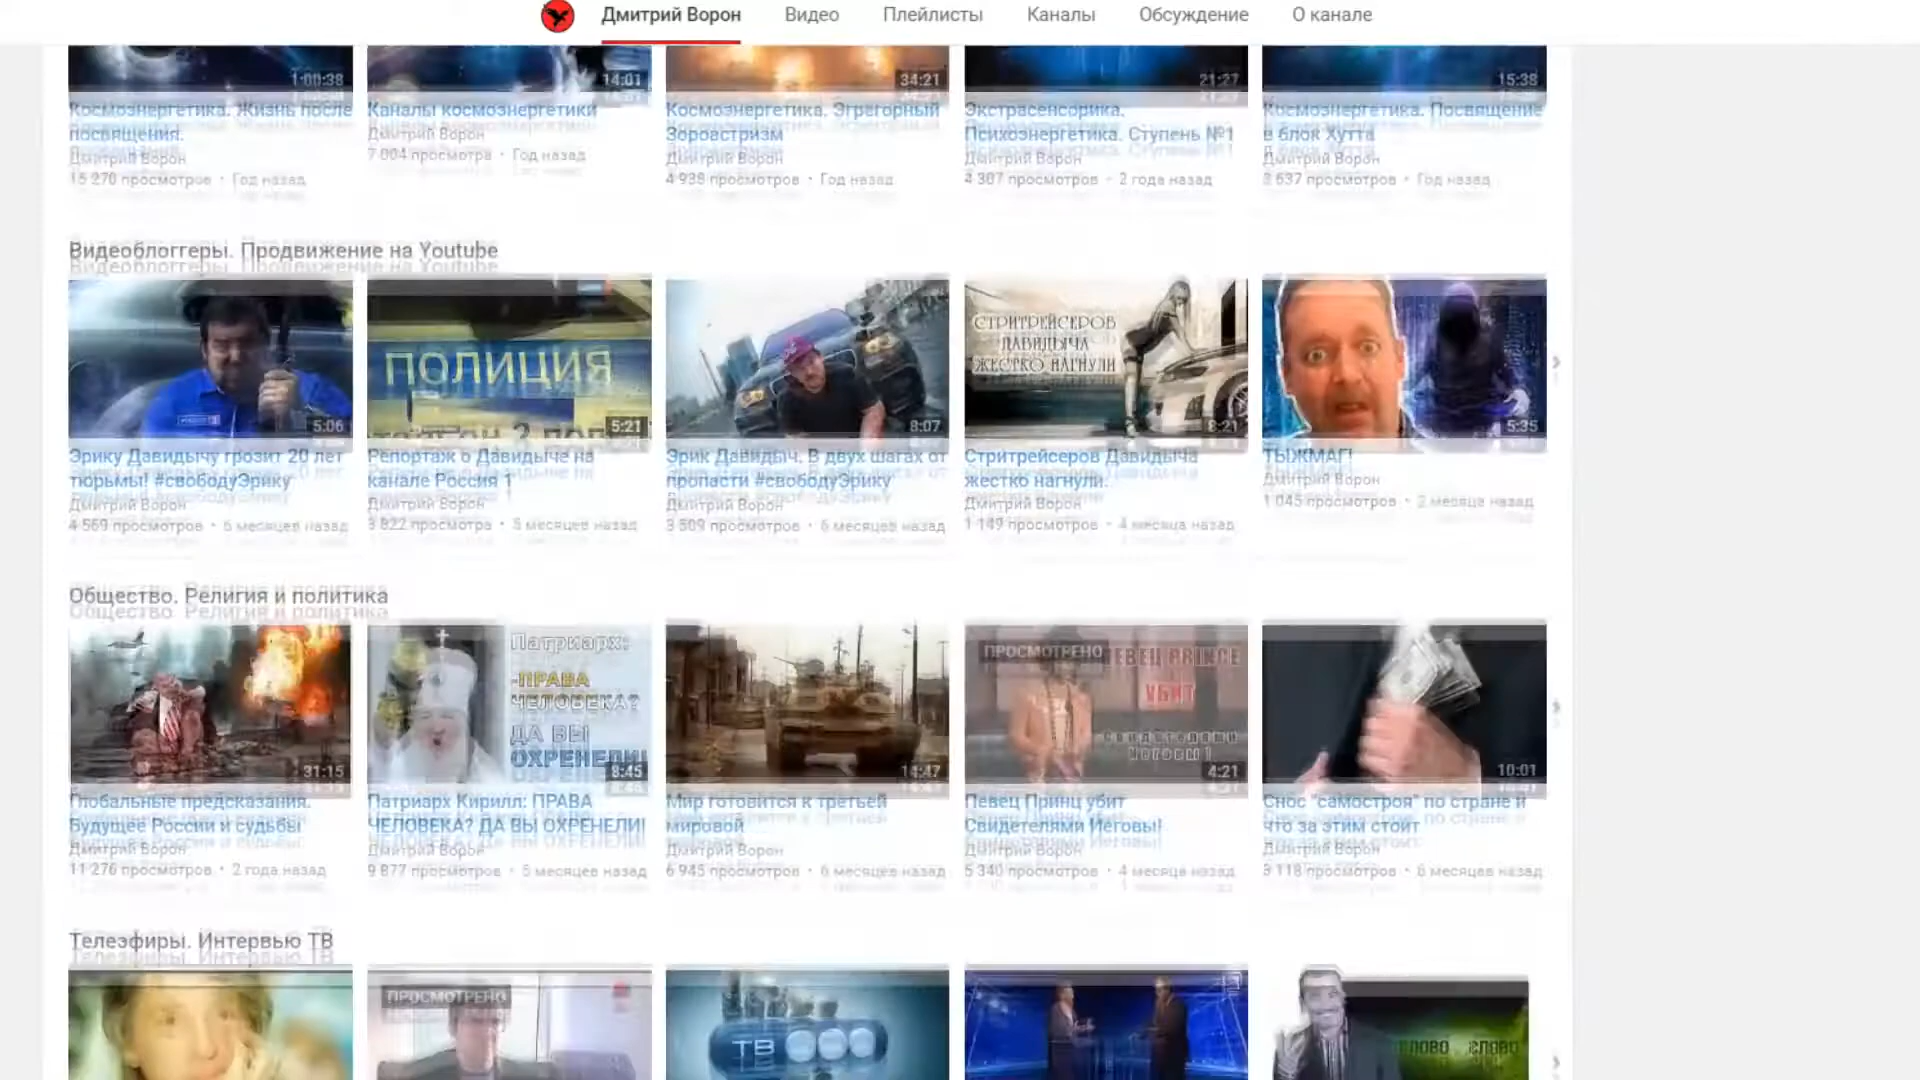 Дмитрий Ворон Видео Плейлисты Каналы Обсуждение О канале
1:00:38 14:01 34:21 21:27 15:38
Космоэнергетика. Жизнь после посвящения.
Дмитрий Ворон
15 270 просмотров • Год назад
Каналы космоэнергетики
Дмитрий Ворон
7 004 просмотра • Год назад
Космоэнергетика. Эгрегорный Зороастризм
Дмитрий Ворон
4 938 просмотров • Год назад
Экстрасенсорика.
Психоэнергетика. Ступень №1
Дмитрий Ворон
4 307 просмотров • 2 года назад
Космоэнергетика. Посвящение
в блок Хутта
Дмитрий Ворон
3 637 просмотров • Год назад
Видеоблоггеры. Продвижение на Youtube
5:06
Эрику Давидычу грозит 20 лет
тюрьмы! #свободуЭрику
Дмитрий Ворон
4 569 просмотров • 6 месяцев назад
ПОЛИЦИЯ
5:21
Репортаж о Давидыче на
канале Россия 1
Дмитрий Ворон
3 822 просмотра • 5 месяцев назад
8:07
Эрик Давидыч. В двух шагах от
пропасти #свободуЭрику
Дмитрий Ворон
3 509 просмотров • 6 месяцев назад
СТРИТРЕЙСЕРОВ
ДАВИДЫЧА
ЖЕСТКО НАГНУЛИ
8:21
Стритрейсеров Давидыча
жестко нагнули.
Дмитрий Ворон
1 149 просмотров • 4 месяца назад
5:35
ТЫЖМАГ!
Дмитрий Ворон
1 045 просмотров • 2 месяца назад
Общество. Религия и политика
31:15
Глобальные предсказания.
Будущее России и судьбы
Дмитрий Ворон
11 276 просмотров • 2 года назад
Патриарх:
-ПРАВА
ЧЕЛОВЕКА?
ДА ВЫ
ОХРЕНЕЛИ!
8:45
Патриарх Кирилл: ПРАВА
ЧЕЛОВЕКА? ДА ВЫ ОХРЕНЕЛИ!
Дмитрий Ворон
9 877 просмотров • 5 месяцев назад
14:47
Мир готовится к третьей
мировой
Дмитрий Ворон
6 945 просмотров • 6 месяцев назад
ПРОСМОТРЕНО
ПЕВЕЦ PRINCE
УБИТ
СВИДЕТЕЛЯМИ
ИЕГОВЫ!
4:21
Певец Принц убит
Свидетелями Иеговы!
Дмитрий Ворон
5 340 просмотров • 4 месяца назад
10:01
Снос "самостроя" по стране и
что за этим стоит
Дмитрий Ворон
3 118 просмотров • 6 месяцев назад
Телеэфиры. Интервью ТВ
ПРОСМОТРЕНО
ТВ